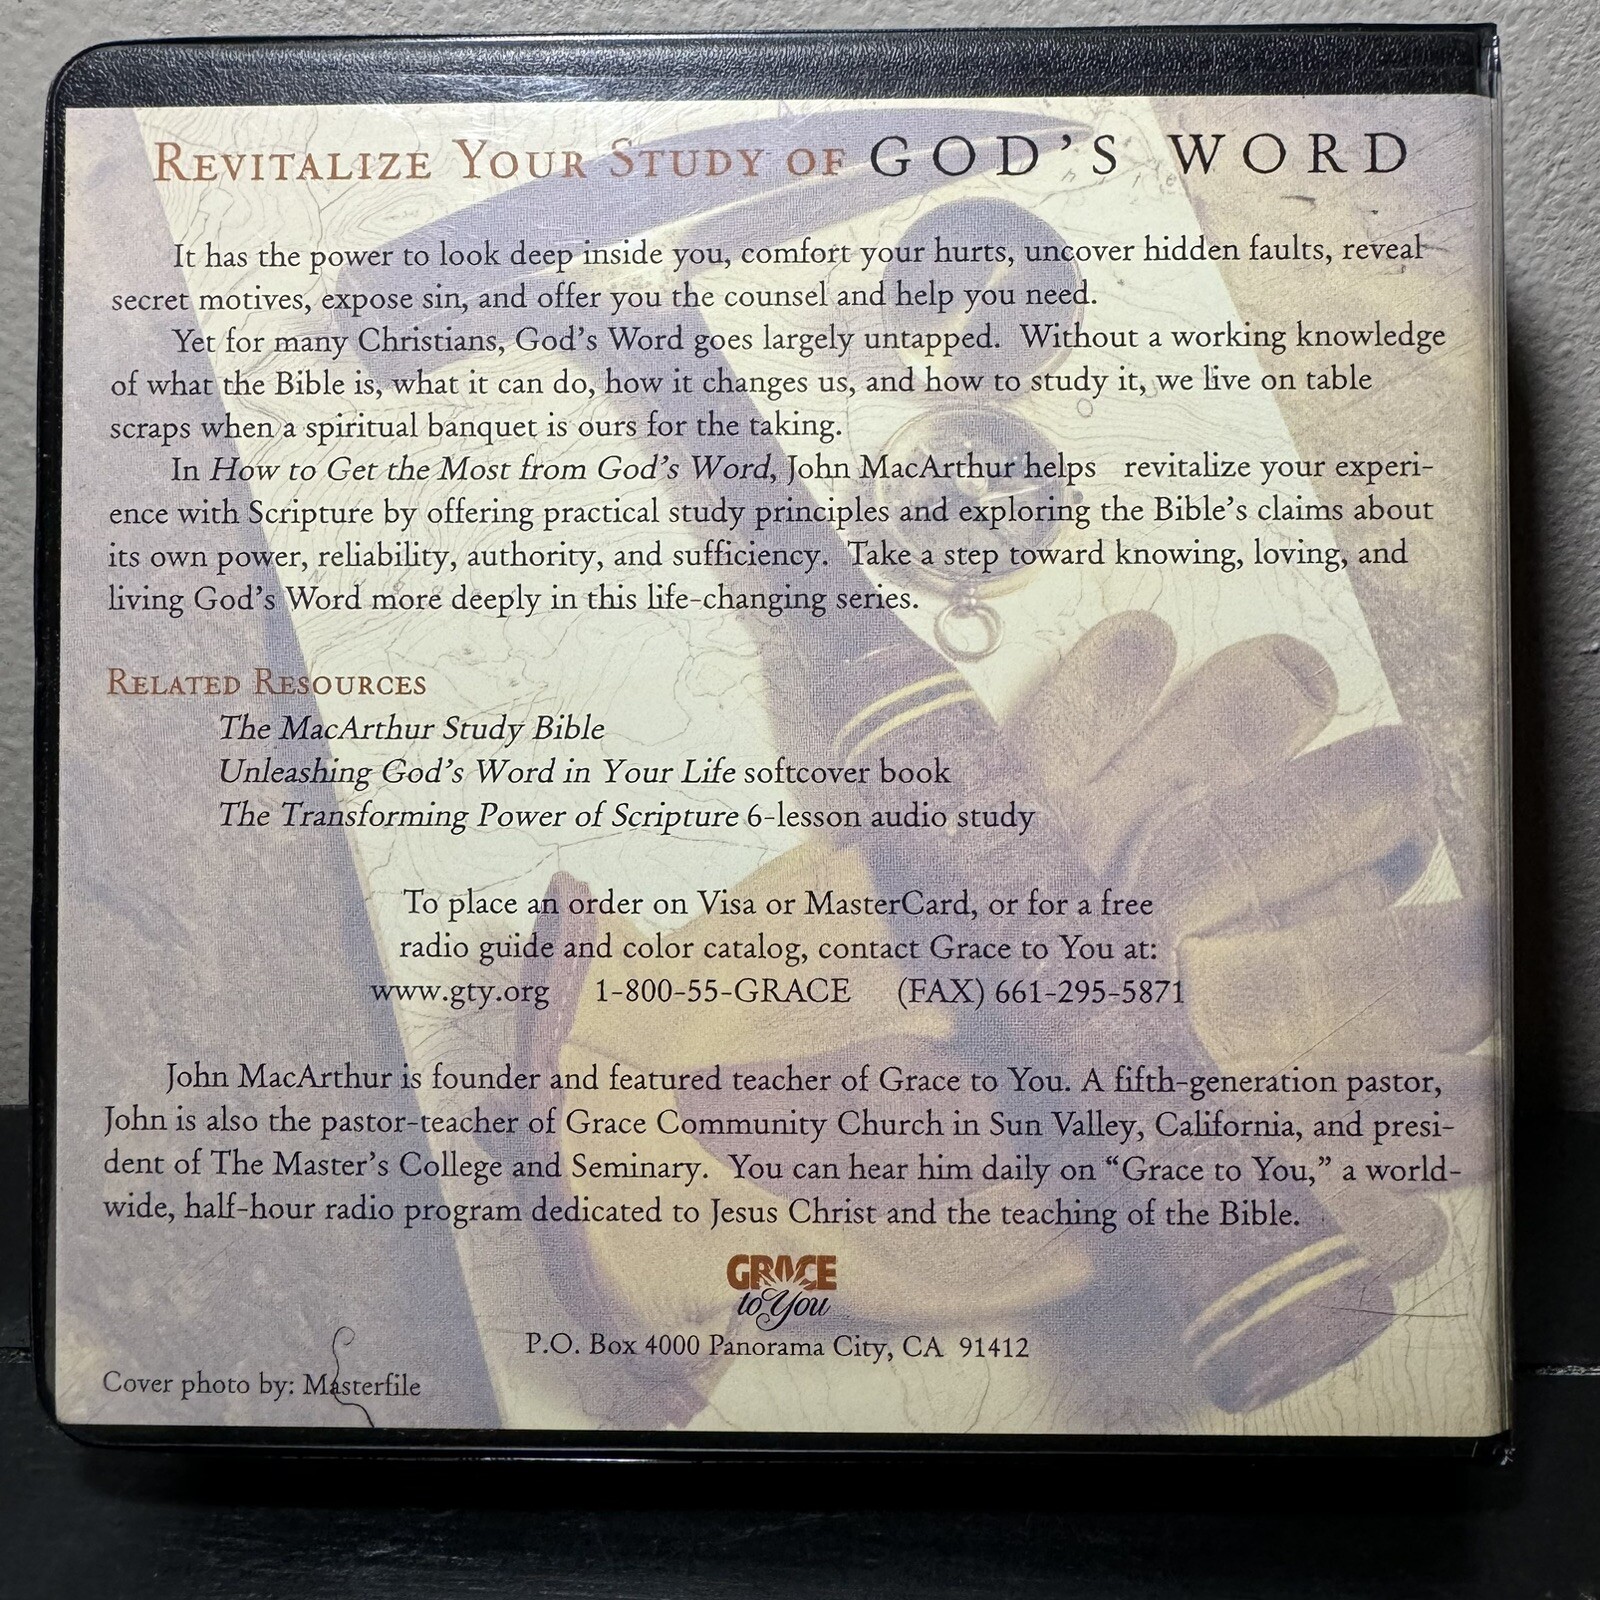 REVITALIZE YOUR STUDY OF GOD'S WORD
It has the power to look deep inside you, comfort your hurts, uncover hidden faults, reveal
secret motives, expose sin, and offer you the counsel and help you need.
Yet for many Christians, God's Word goes largely untapped. Without a working knowledge
of what the Bible is, what it can do, how it changes us, and how to study it, we live on table
scraps when a spiritual banquet is ours for the taking.
In How to Get the Most from God's Word, John MacArthur helps revitalize your experi-
ence with Scripture by offering practical study principles and exploring the Bible's claims about
its own power, reliability, authority, and sufficiency. Take a step toward knowing, loving, and
living God's Word more deeply in this life-changing series.
RELATED RESOURCES
The MacArthur Study Bible
Unleashing God's Word in Your Life softcover book
The Transforming Power of Scripture 6-lesson audio study
To place an order on Visa or MasterCard, or for a free
radio guide and color catalog, contact Grace to You at:
www.gty.org 1-800-55-GRACE (FAX) 661-295-5871
John MacArthur is founder and featured teacher of Grace to You. A fifth-generation pastor,
John is also the pastor-teacher of Grace Community Church in Sun Valley, California, and presi-
dent of The Master's College and Seminary. You can hear him daily on “Grace to You,” a world-
wide, half-hour radio program dedicated to Jesus Christ and the teaching of the Bible.
GRACE
to You
P.O. Box 4000 Panorama City, CA 91412
Cover photo by: Masterfile